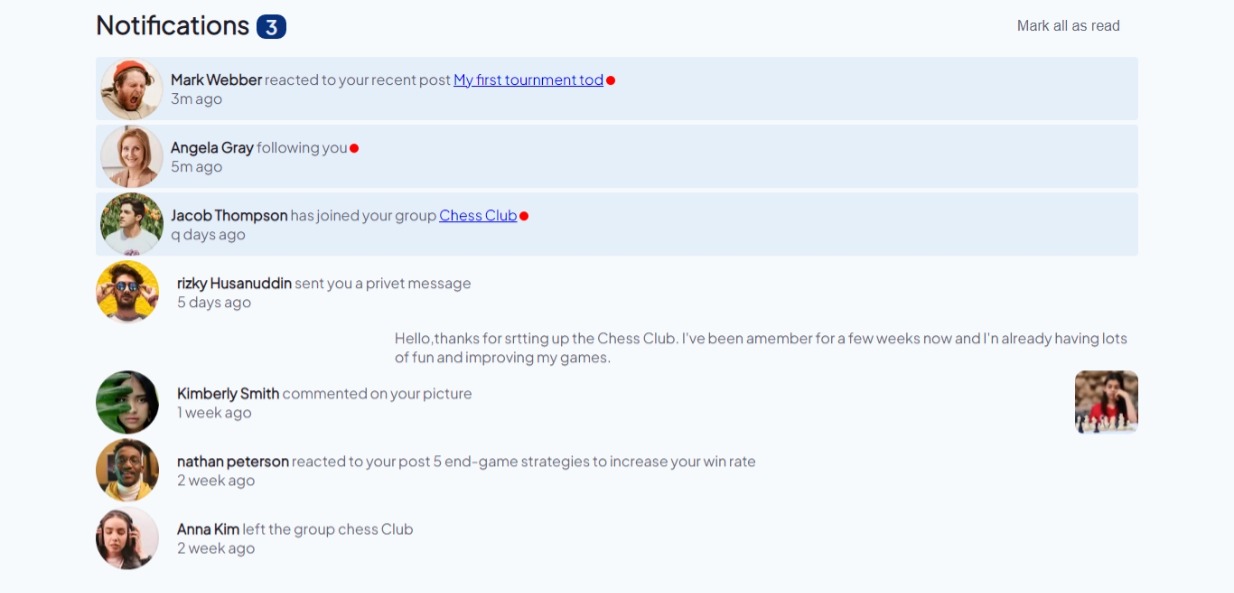 Notifications 3
Mark all as read
Mark Webber reacted to your recent post My first tournment tod
3m ago
Angela Gray following you
5m ago
Jacob Thompson has joined your group Chess Club
q days ago
rizky Husanuddin sent you a privet message
5 days ago
Hello,thanks for srtting up the Chess Club. I've been amember for a few weeks now and I'n already having lots
of fun and improving my games.
Kimberly Smith commented on your picture
1 week ago
nathan peterson reacted to your post 5 end-game strategies to increase your win rate
2 week ago
Anna Kim left the group chess Club
2 week ago